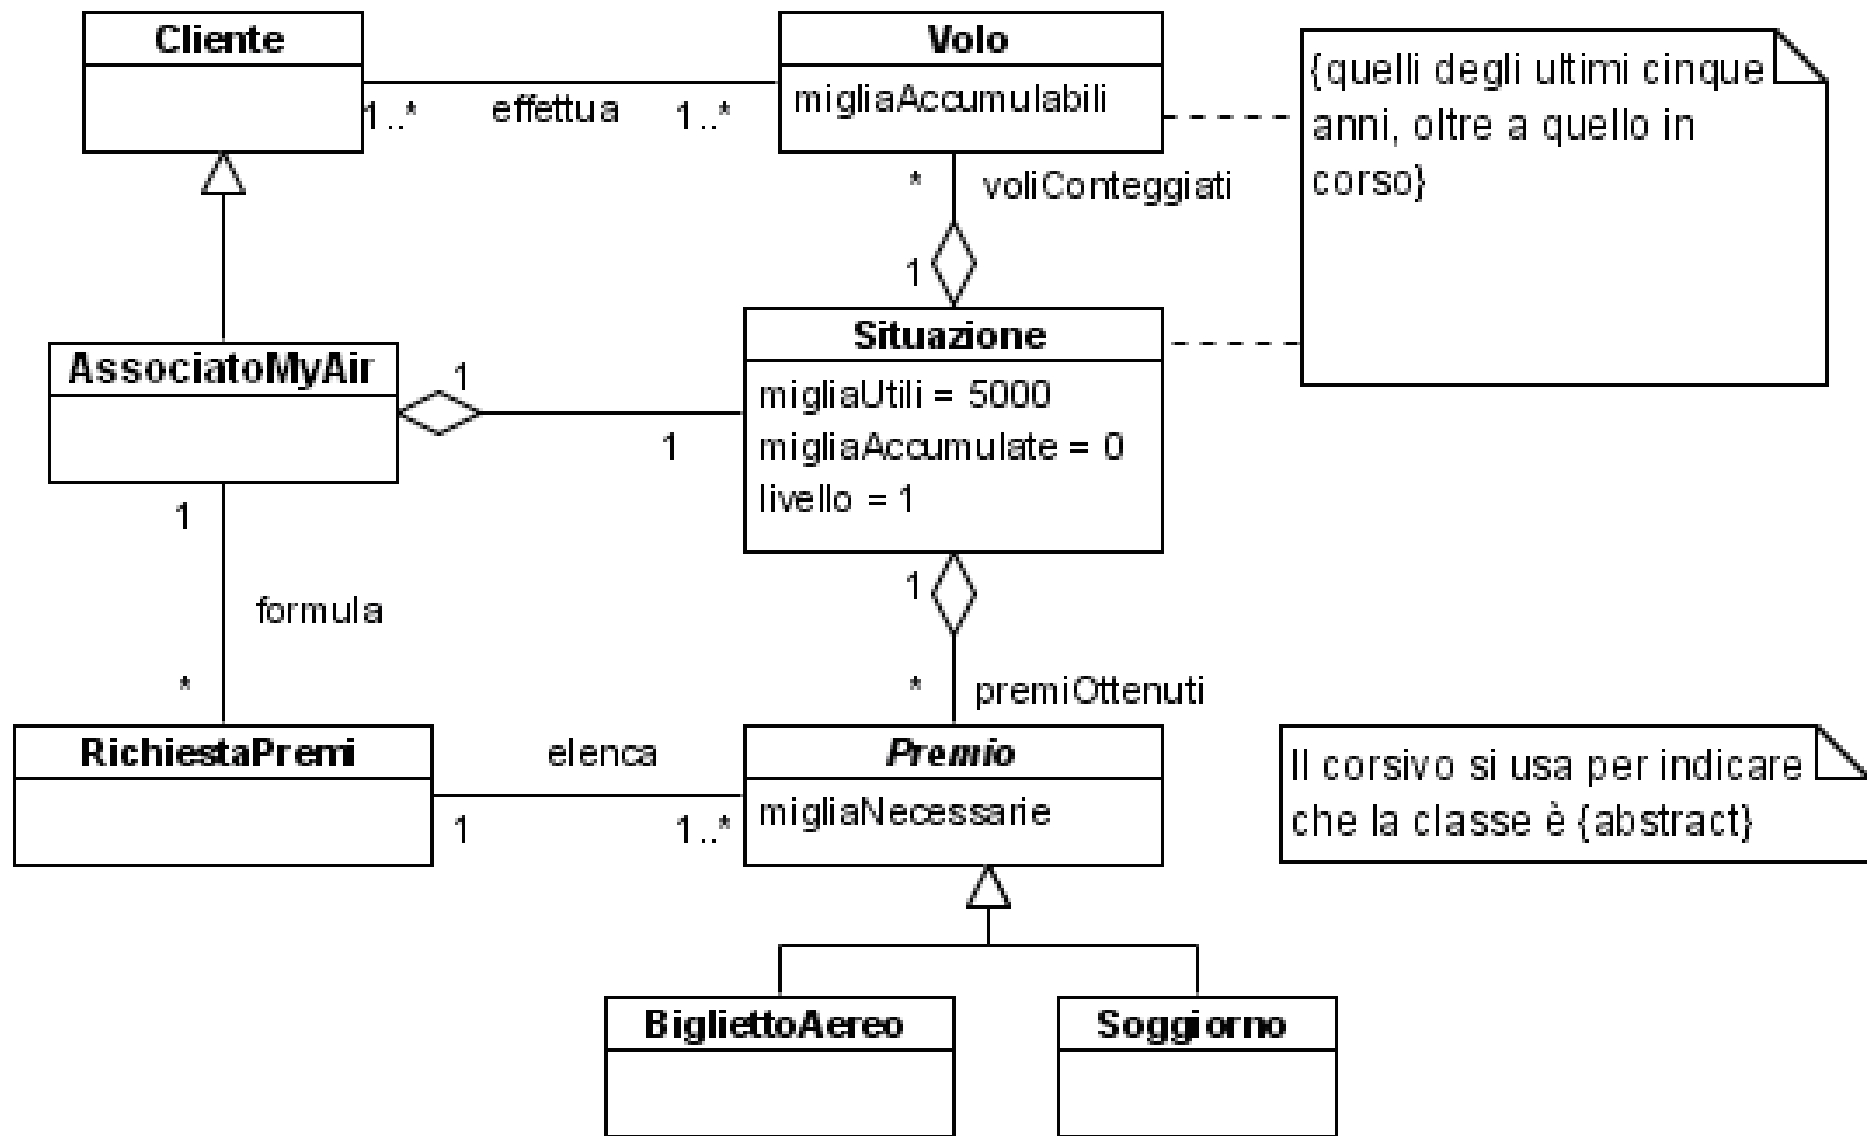 Cliente
Volo
migliaAccumulabili
{quelli degli ultimi cinque
anni, oltre a quello in
corso}
1..*
effettua
1..*
*
voliConteggiati
1
AssociatoMyAir
1
1
Situazione
migliaUtili = 5000
migliaAccumulate = 0
livello = 1
1
formula
*
1
*
premiOttenuti
RichiestaPremi
elenca
1
1..*
Premio
migliaNecessarie
Il corsivo si usa per indicare
che la classe è {abstract}
BigliettoAereo
Soggiorno